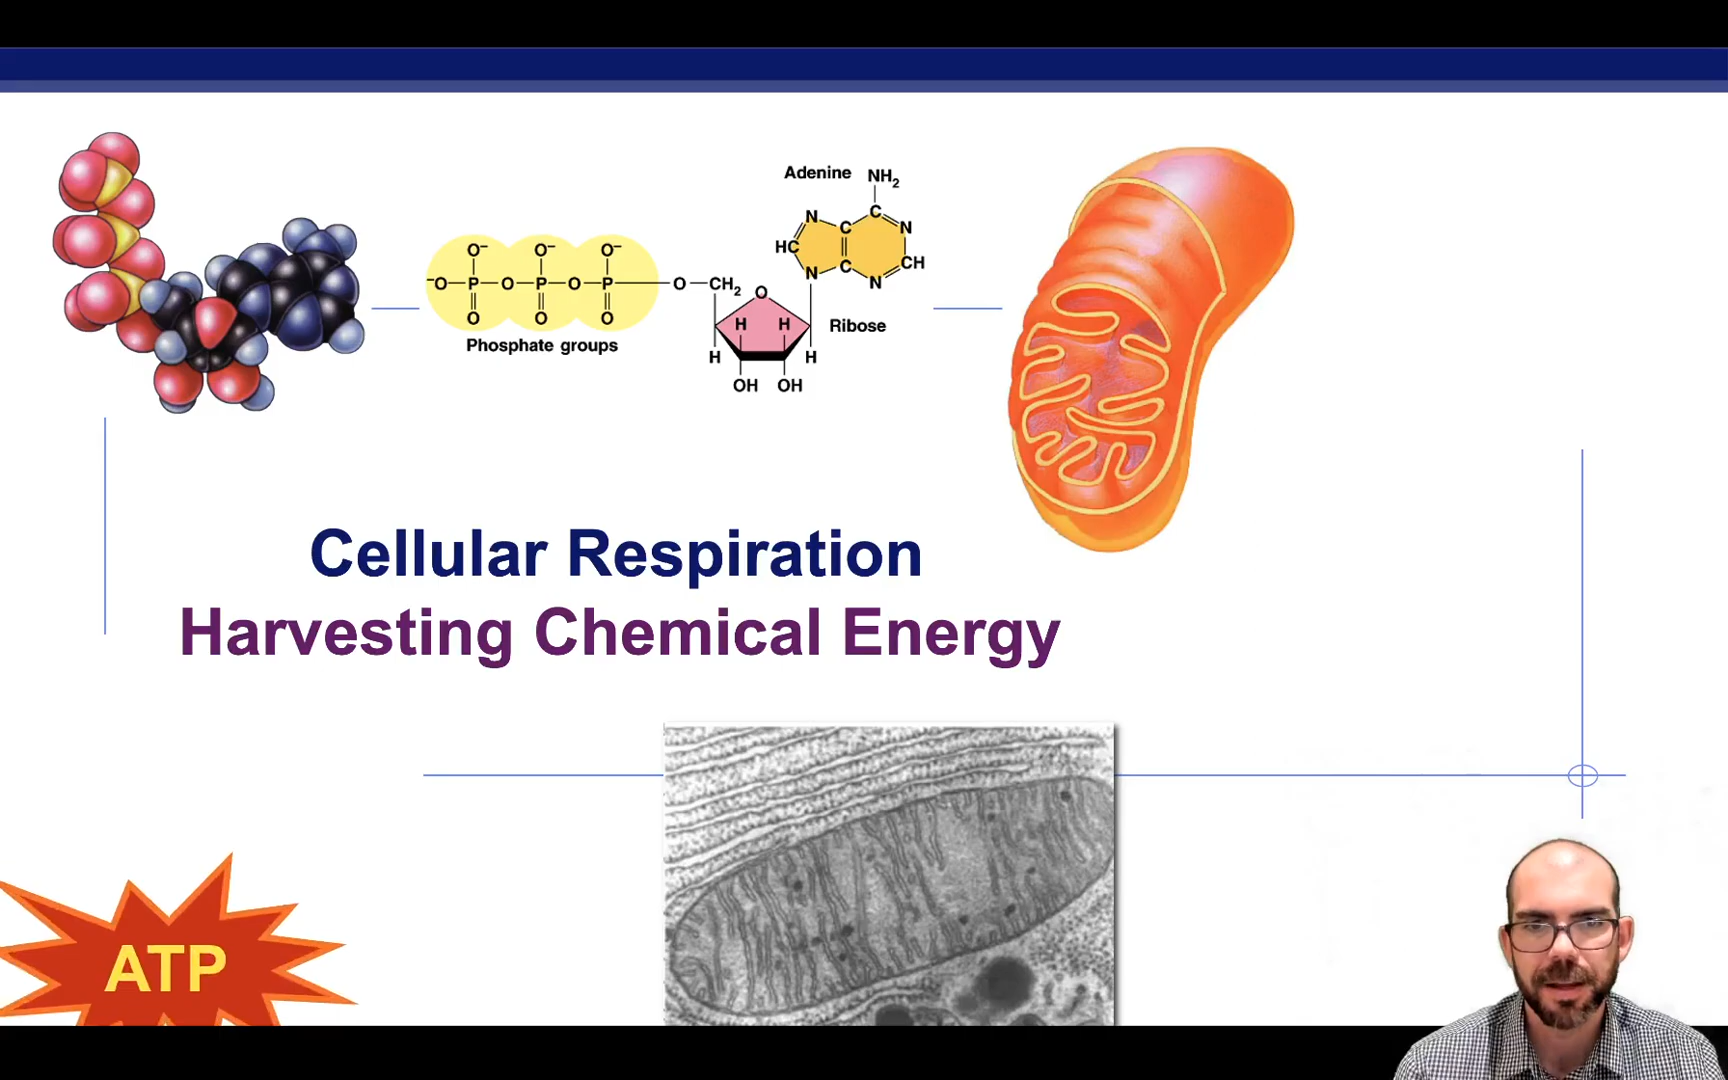 Adenine NH2
N C N
HC C CH
N C N
O⁻ O⁻ O⁻
⁻O P O P O P O CH2 O
O O O
H H Ribose
Phosphate groups
H H
OH OH
Cellular Respiration
Harvesting Chemical Energy
ATP